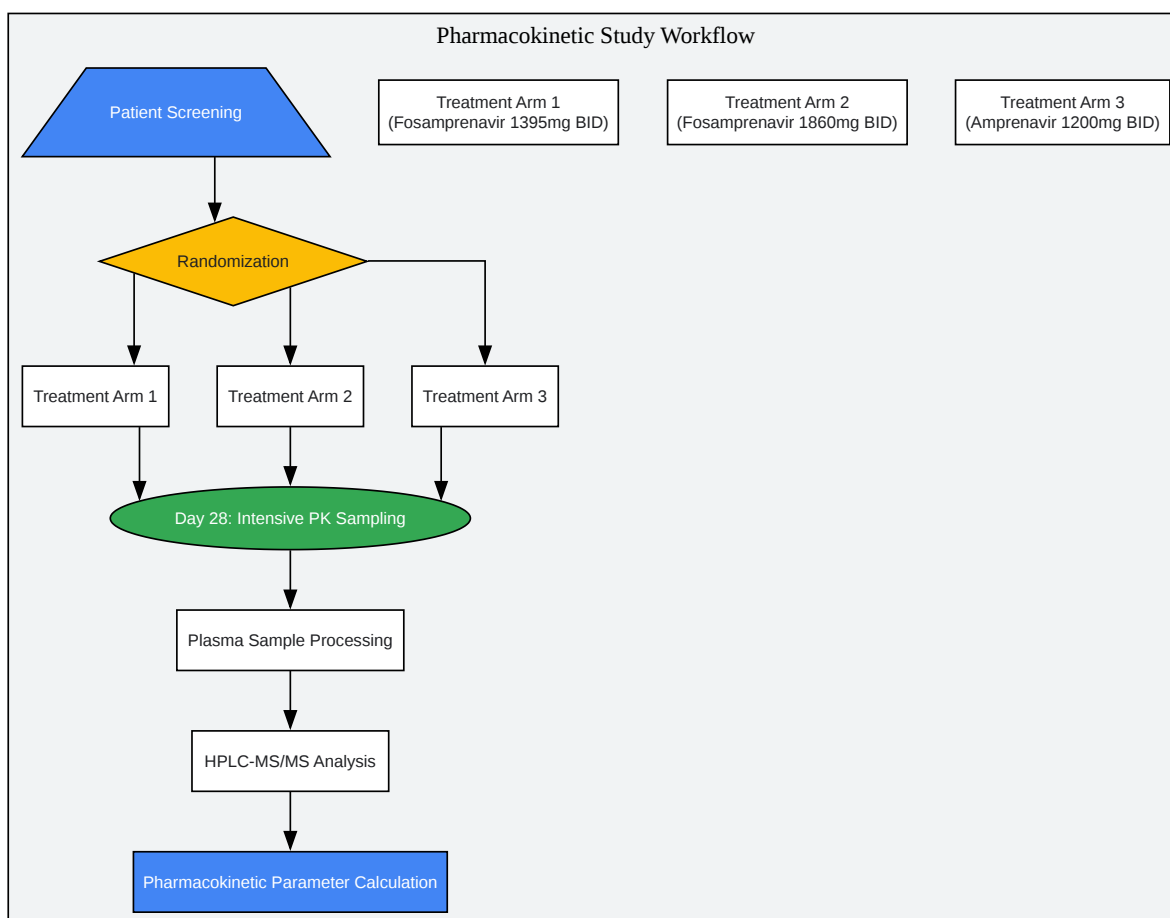 Pharmacokinetic Study Workflow
Patient Screening
Treatment Arm 1
(Fosamprenavir 1395mg BID)
Treatment Arm 2
(Fosamprenavir 1860mg BID)
Treatment Arm 3
(Amprenavir 1200mg BID)
Randomization
Treatment Arm 1
Treatment Arm 2
Treatment Arm 3
Day 28: Intensive PK Sampling
Plasma Sample Processing
HPLC-MS/MS Analysis
Pharmacokinetic Parameter Calculation